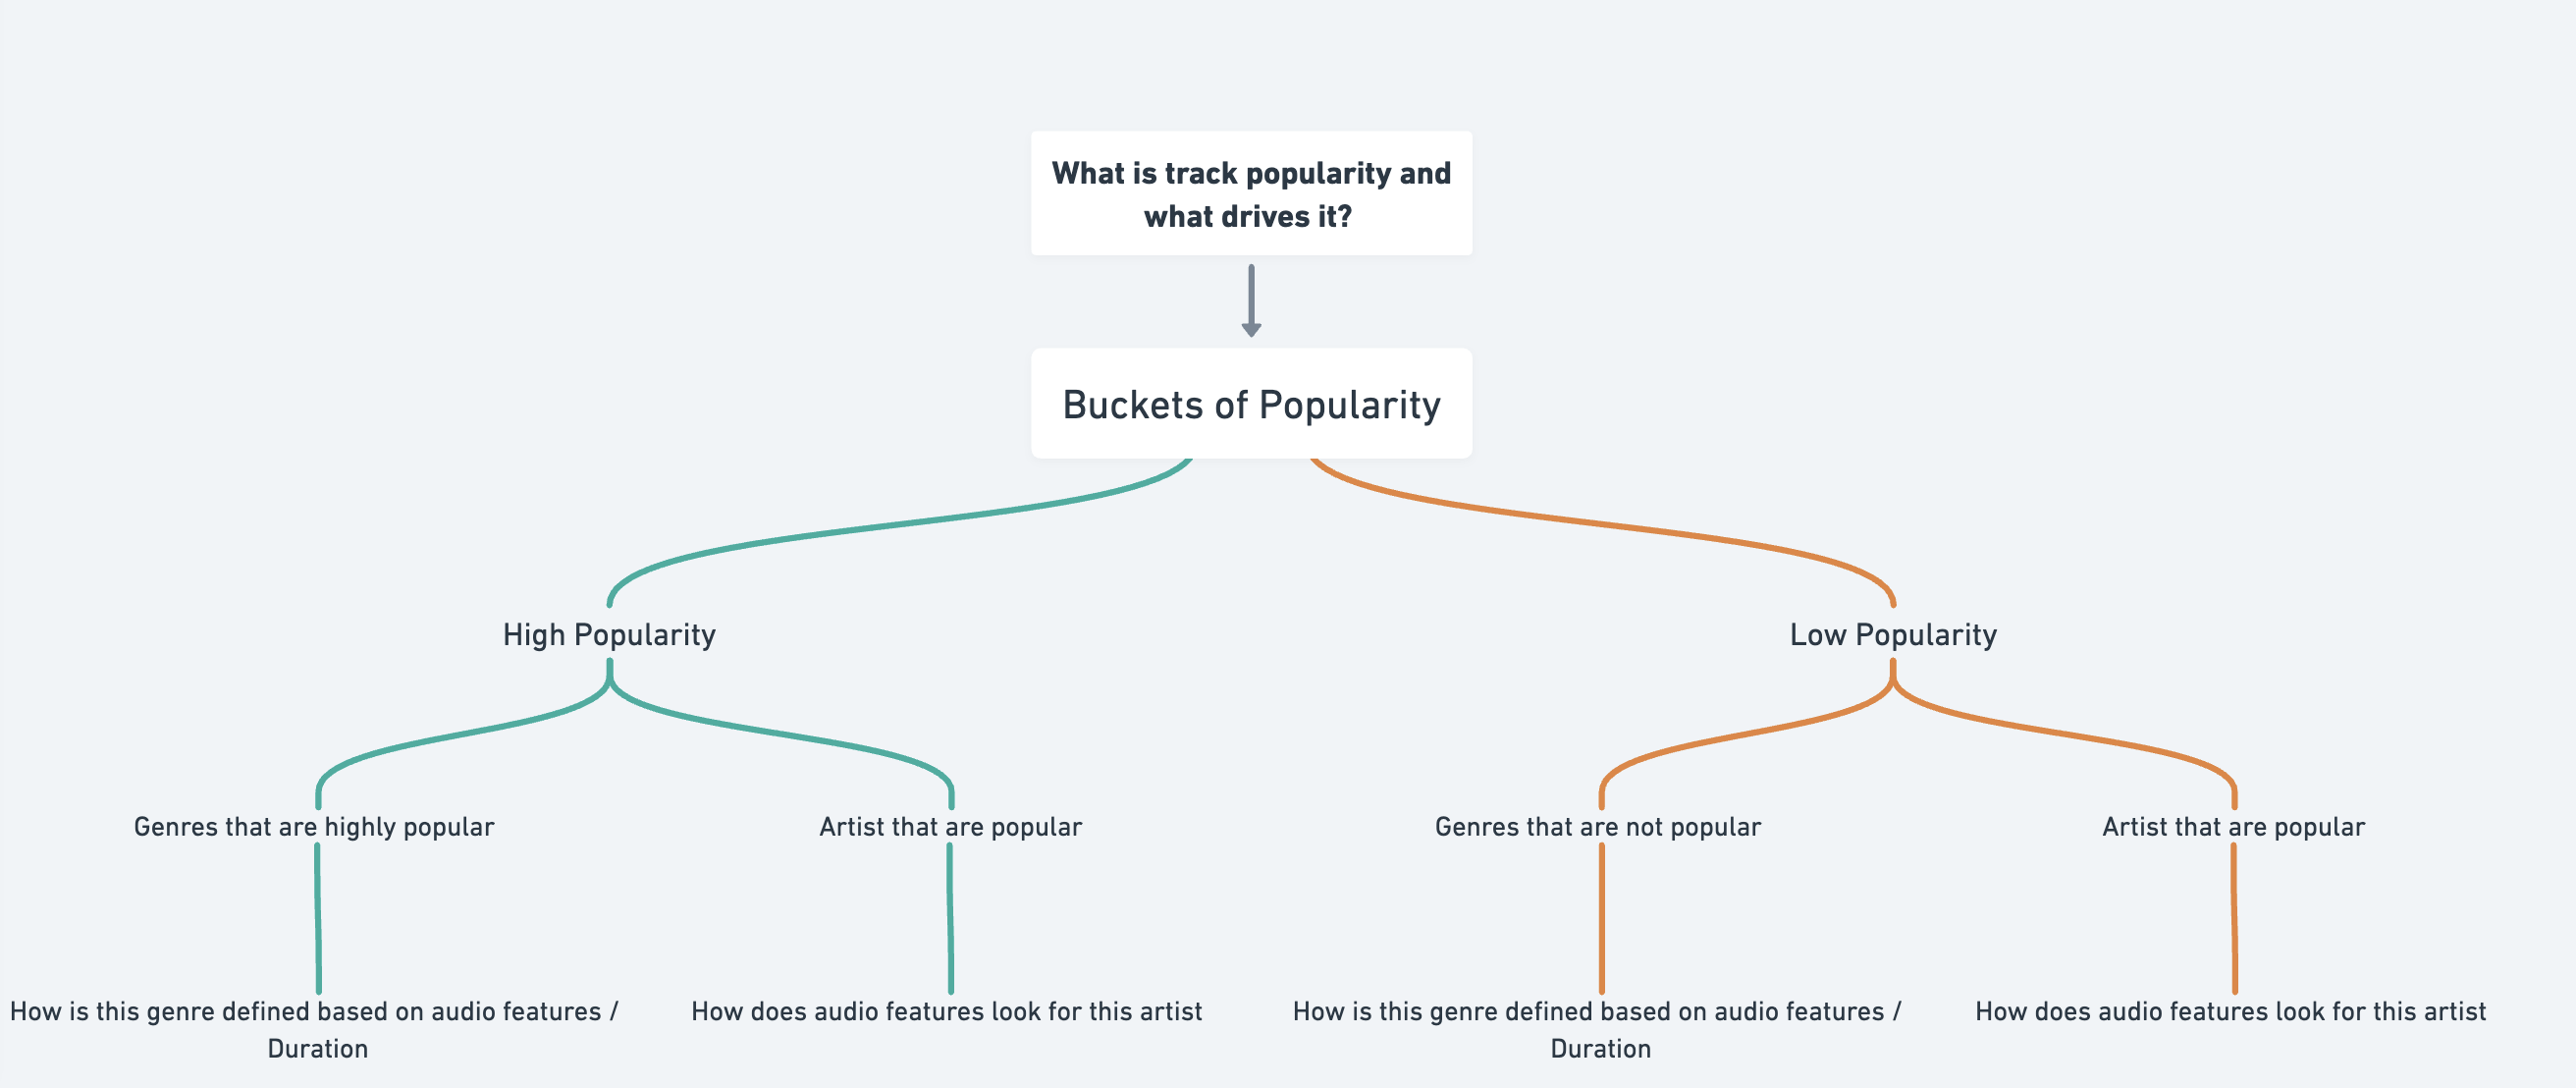 What is track popularity and
what drives it?
Buckets of Popularity
High Popularity
Low Popularity
Genres that are highly popular
Artist that are popular
Genres that are not popular
Artist that are popular
How is this genre defined based on audio features /
Duration
How does audio features look for this artist
How is this genre defined based on audio features /
Duration
How does audio features look for this artist